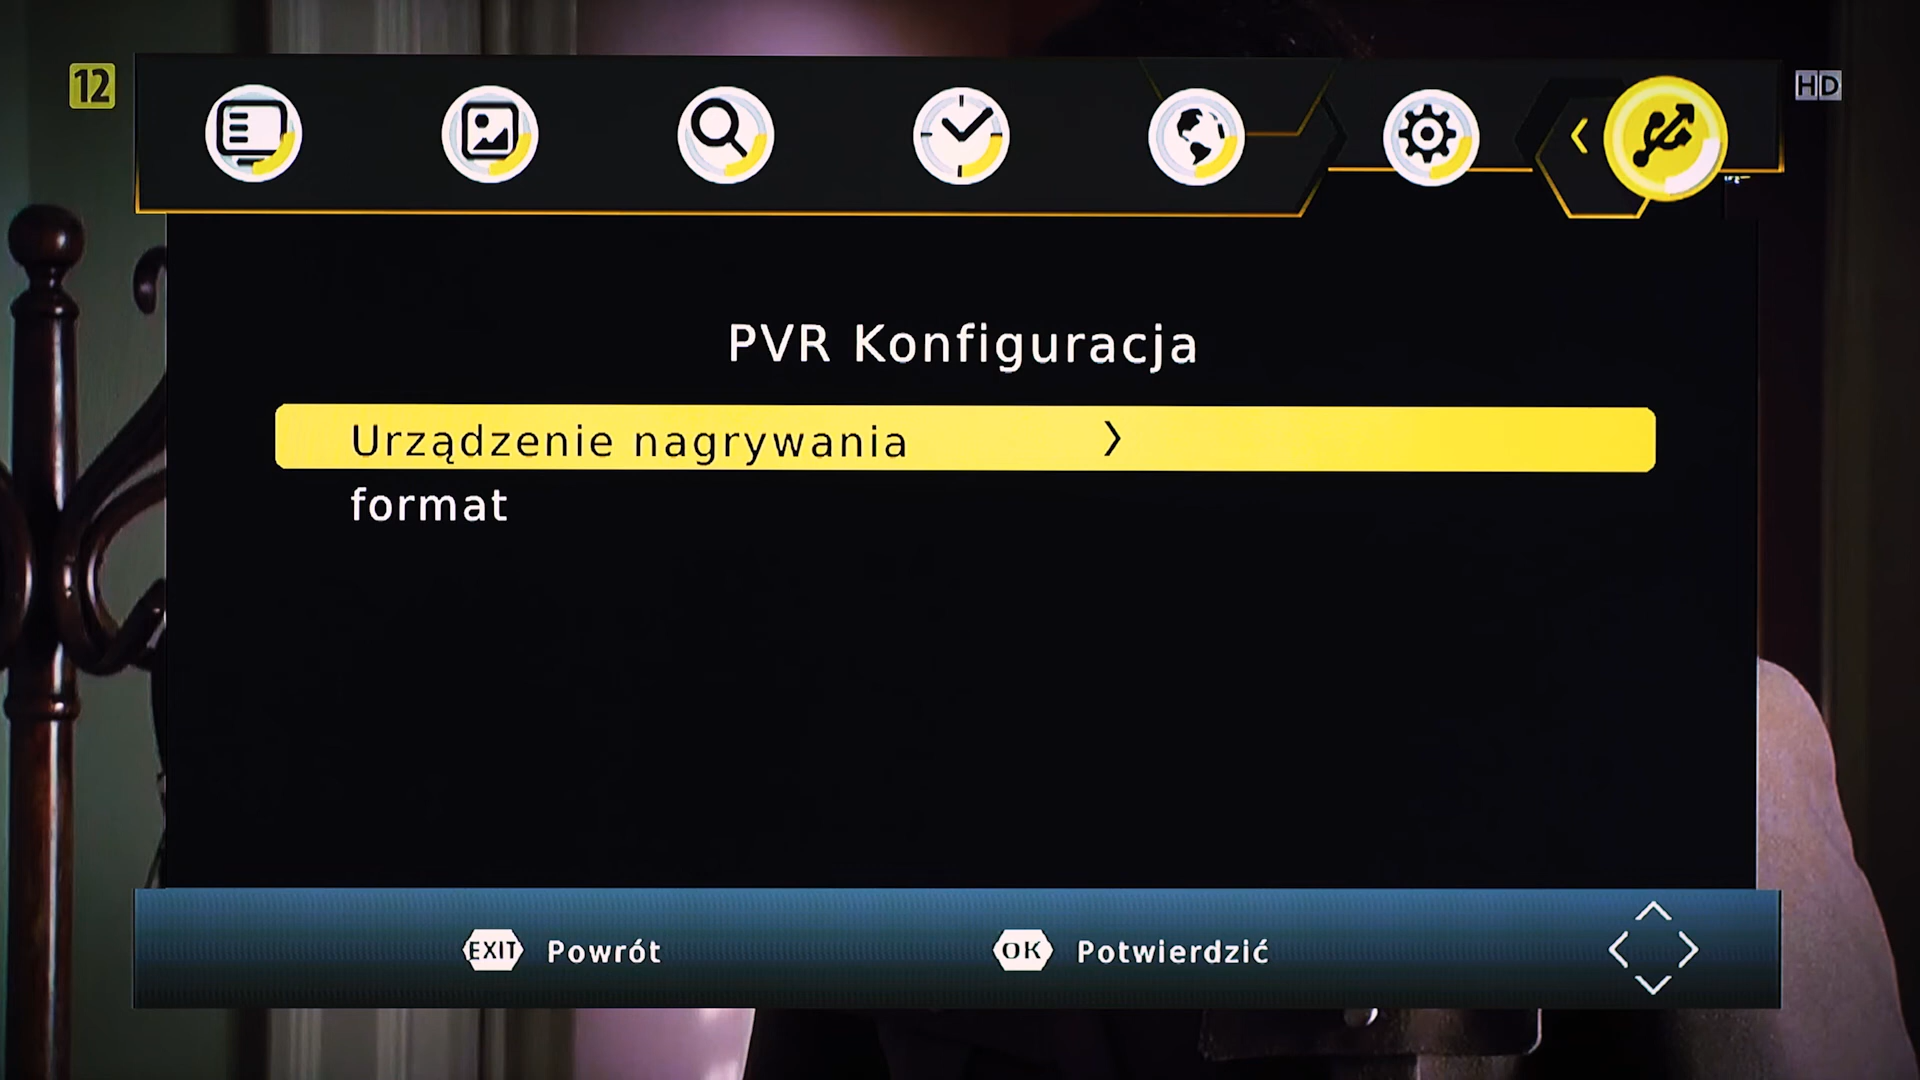 12
HD
PVR Konfiguracja
Urządzenie nagrywania
format
EXIT Powrót
OK Potwierdzić